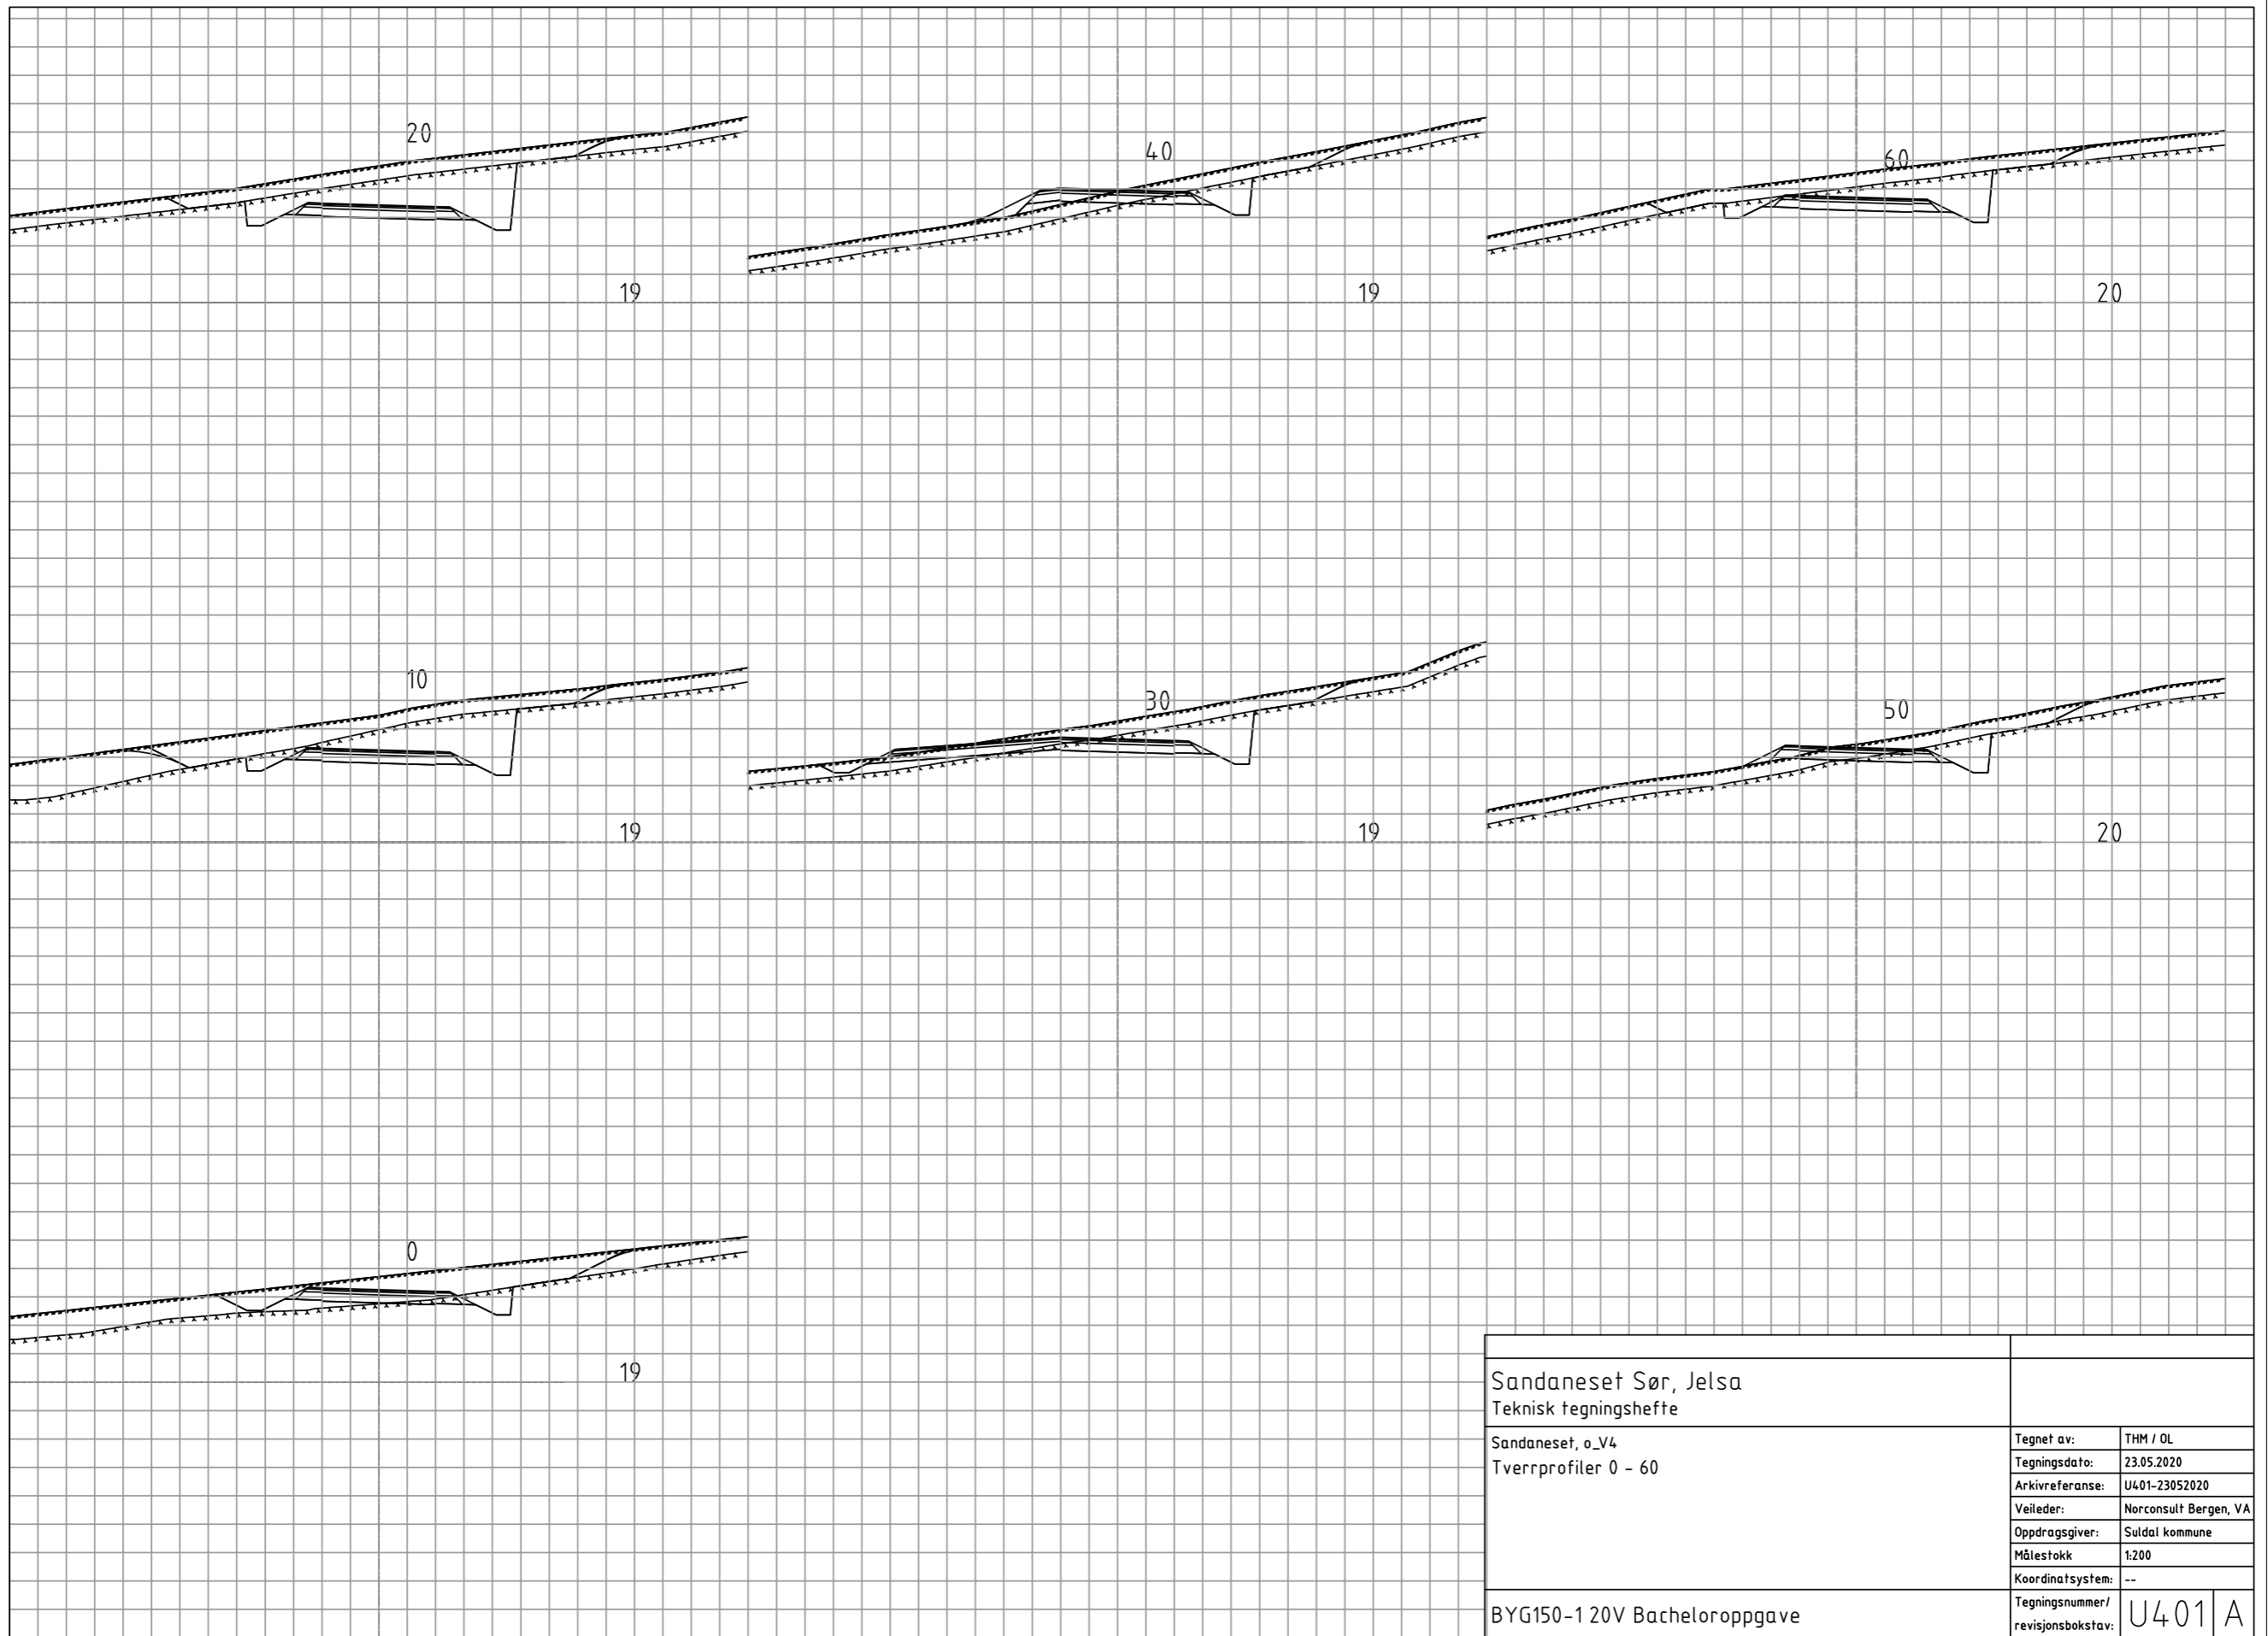 20
40
60
19
19
20
10
30
50
19
19
20
0
19
Sandaneset Sør, Jelsa
Teknisk tegningshefte
Sandaneset, o_V4
Tverrprofiler 0 - 60
Tegnet av: THM / OL
Tegningsdato: 23.05.2020
Arkivreferanse: U401-23052020
Veileder: Norconsult Bergen, VA
Oppdragsgiver: Suldal kommune
Målestokk 1:200
Koordinatsystem: --
BYG150-1 20V Bacheloroppgave
Tegningsnummer/
revisjonsbokstav: U401 A